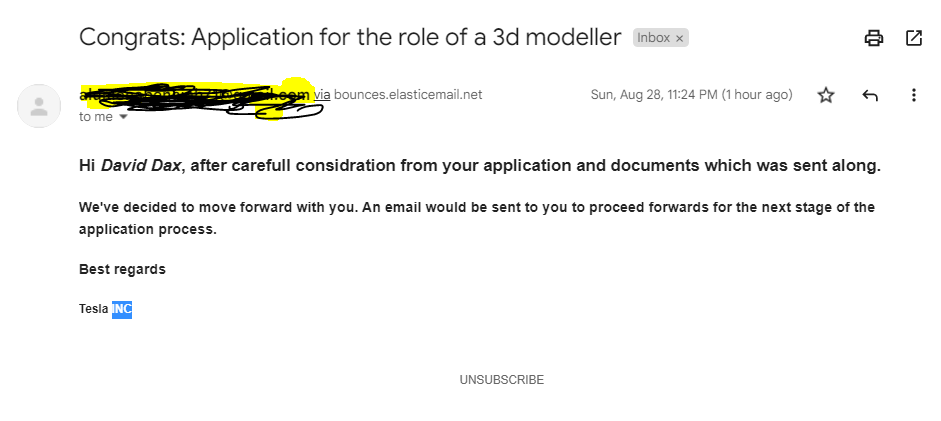 Congrats: Application for the role of a 3d modeller Inbox ×
via bounces.elasticemail.net Sun, Aug 28, 11:24 PM (1 hour ago)
to me
Hi David Dax, after carefull considration from your application and documents which was sent along.
We've decided to move forward with you. An email would be sent to you to proceed forwards for the next stage of the
application process.
Best regards
Tesla INC
UNSUBSCRIBE